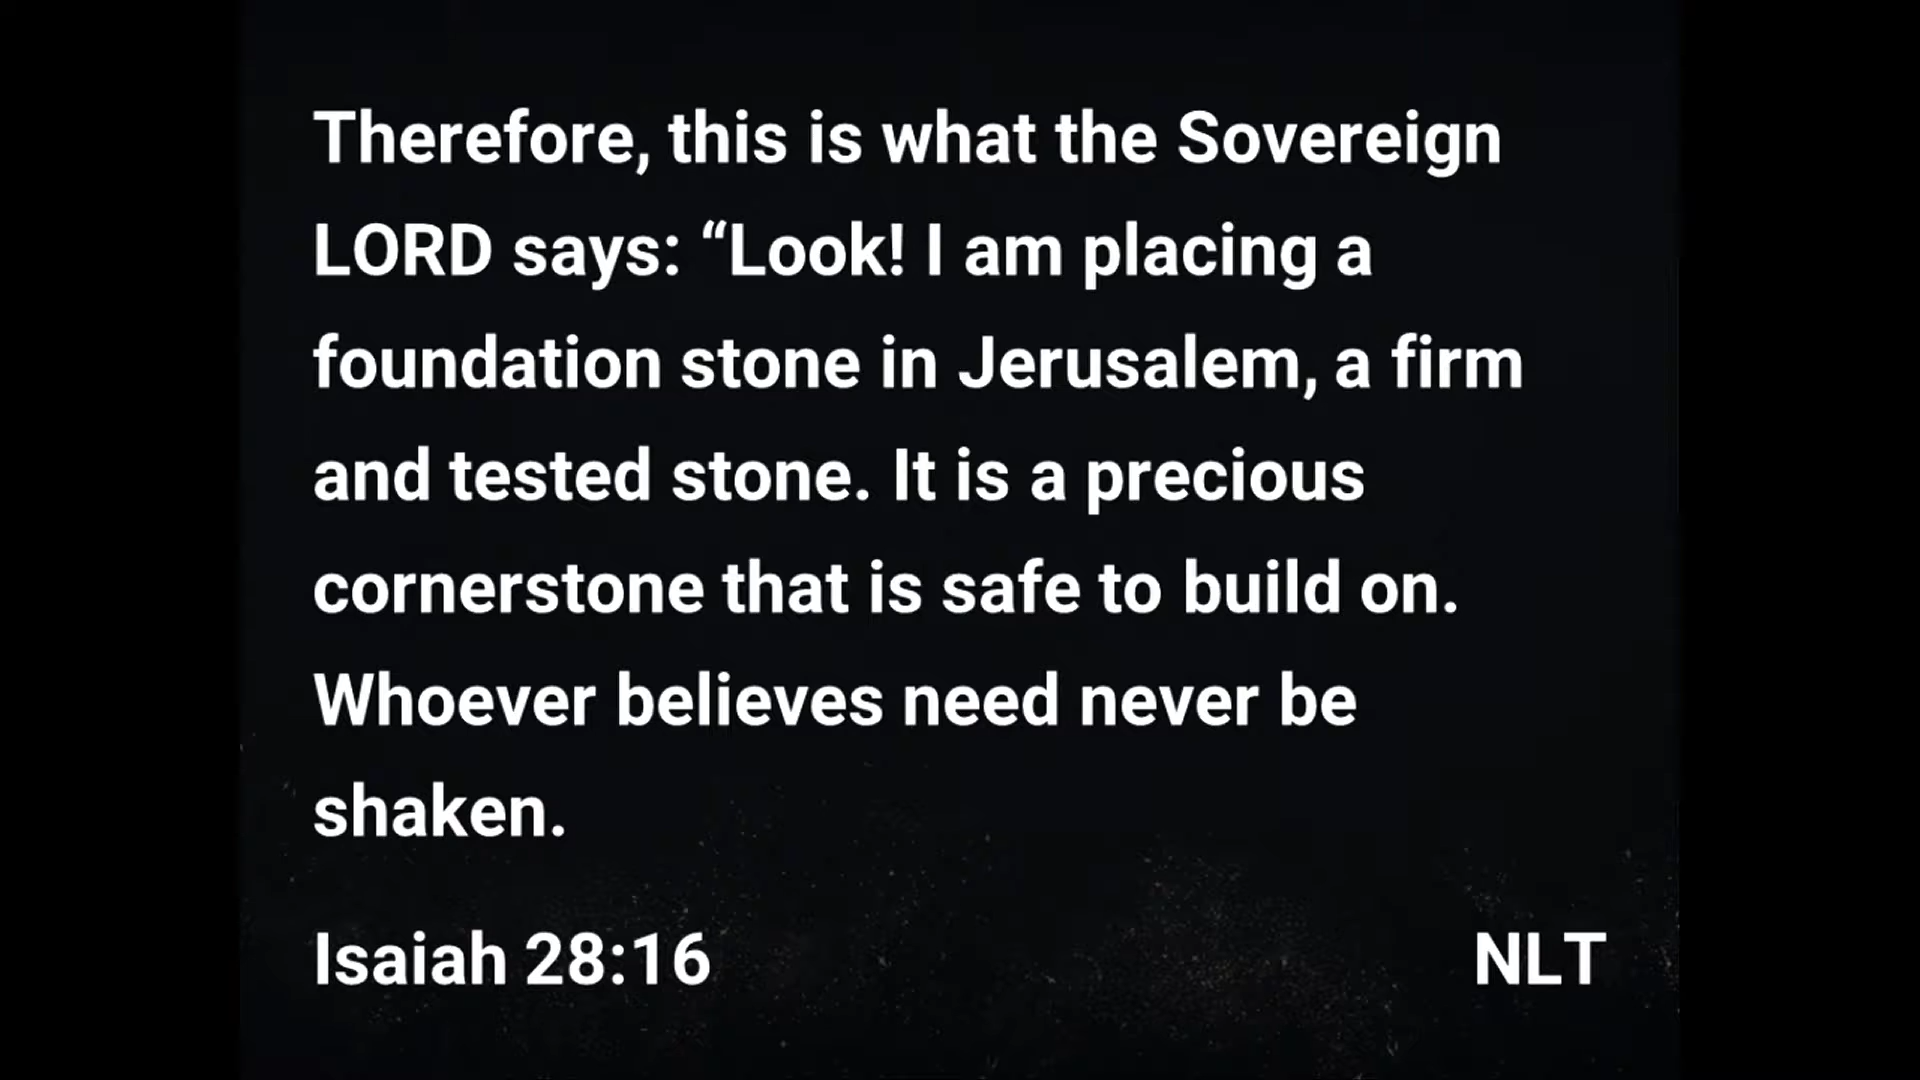 Therefore, this is what the Sovereign
LORD says: “Look! I am placing a
foundation stone in Jerusalem, a firm
and tested stone. It is a precious
cornerstone that is safe to build on.
Whoever believes need never be
shaken.
Isaiah 28:16 NLT